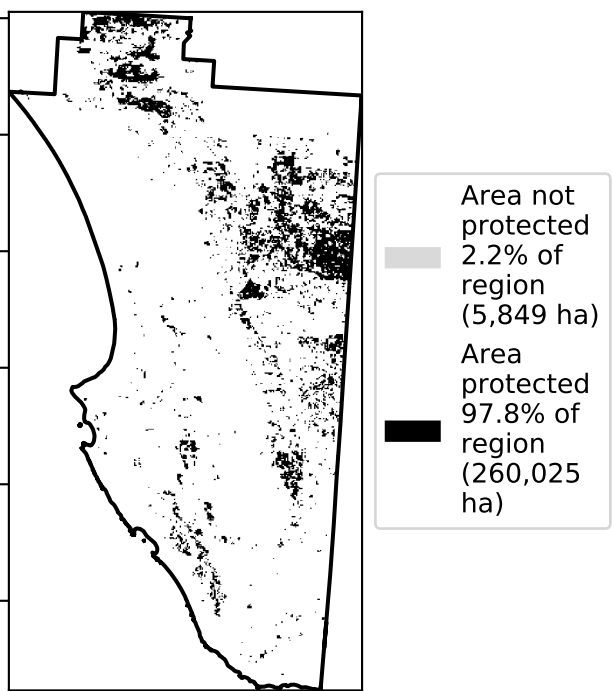 Area not
protected
2.2% of
region
(5,849 ha)
Area
protected
97.8% of
region
(260,025
ha)